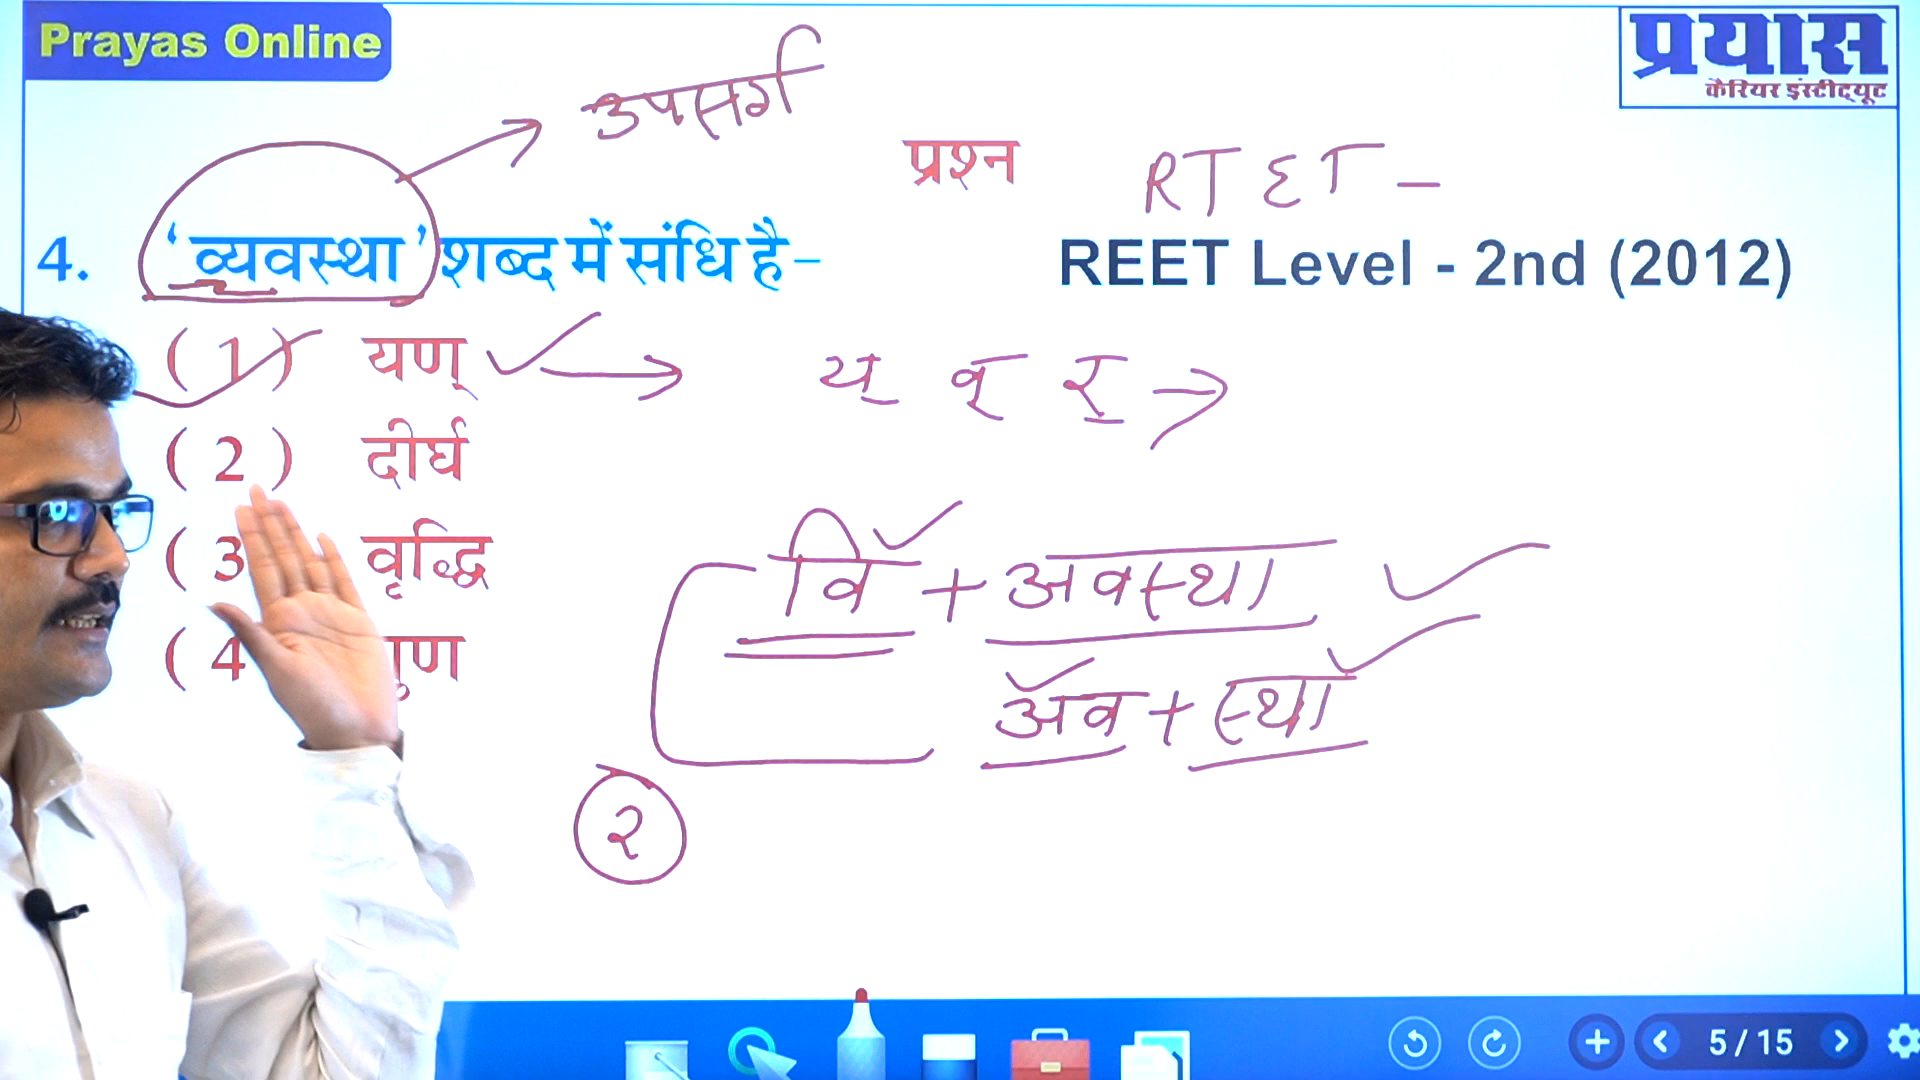 Prayas Online
प्रयास
कैरियर इंस्टीट्यूट
उपसर्ग
प्रश्न
RTET -
4. 'व्यवस्था' शब्द में संधि है-
REET Level - 2nd (2012)
(1) यण्
य् व् र्
(2) दीर्घ
(3 वृद्धि
वि + अवस्था
(4 गुण
अव + स्था
२
5 / 15